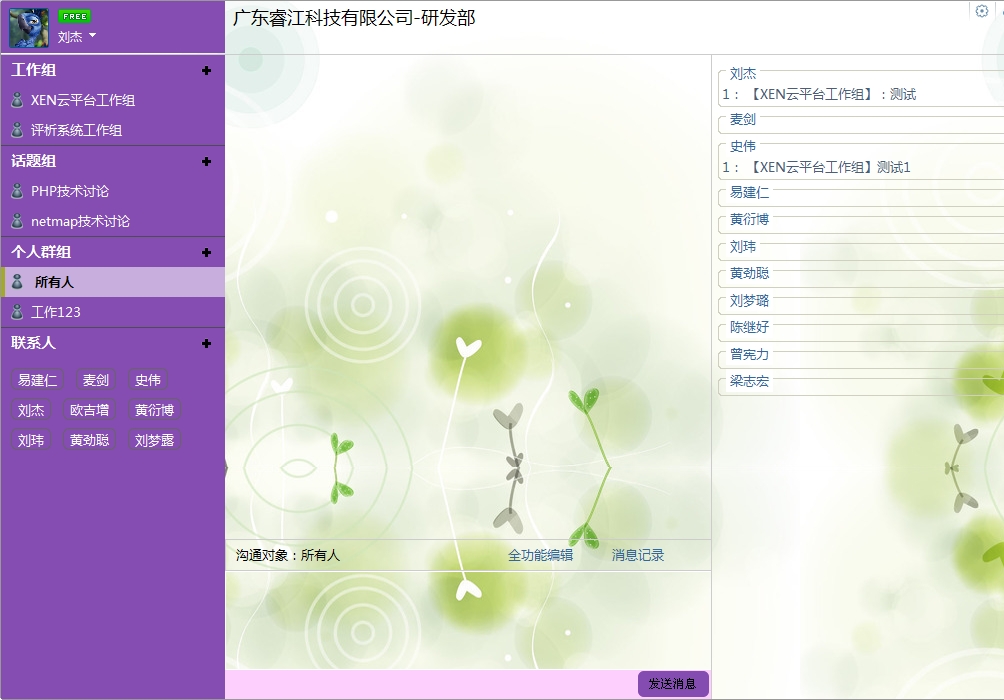 FREE
刘杰
工作组
XEN云平台工作组
评析系统工作组
话题组
PHP技术讨论
netmap技术讨论
个人群组
所有人
工作123
联系人
易建仁 麦剑 史伟
刘杰 欧吉增 黄衍博
刘玮 黄劲聪 刘梦露
广东睿江科技有限公司-研发部
沟通对象：所有人 全功能编辑 消息记录
发送消息
刘杰
1： 【XEN云平台工作组】：测试
麦剑
史伟
1： 【XEN云平台工作组】测试1
易建仁
黄衍博
刘玮
黄劲聪
刘梦璐
陈继好
曾宪力
梁志宏